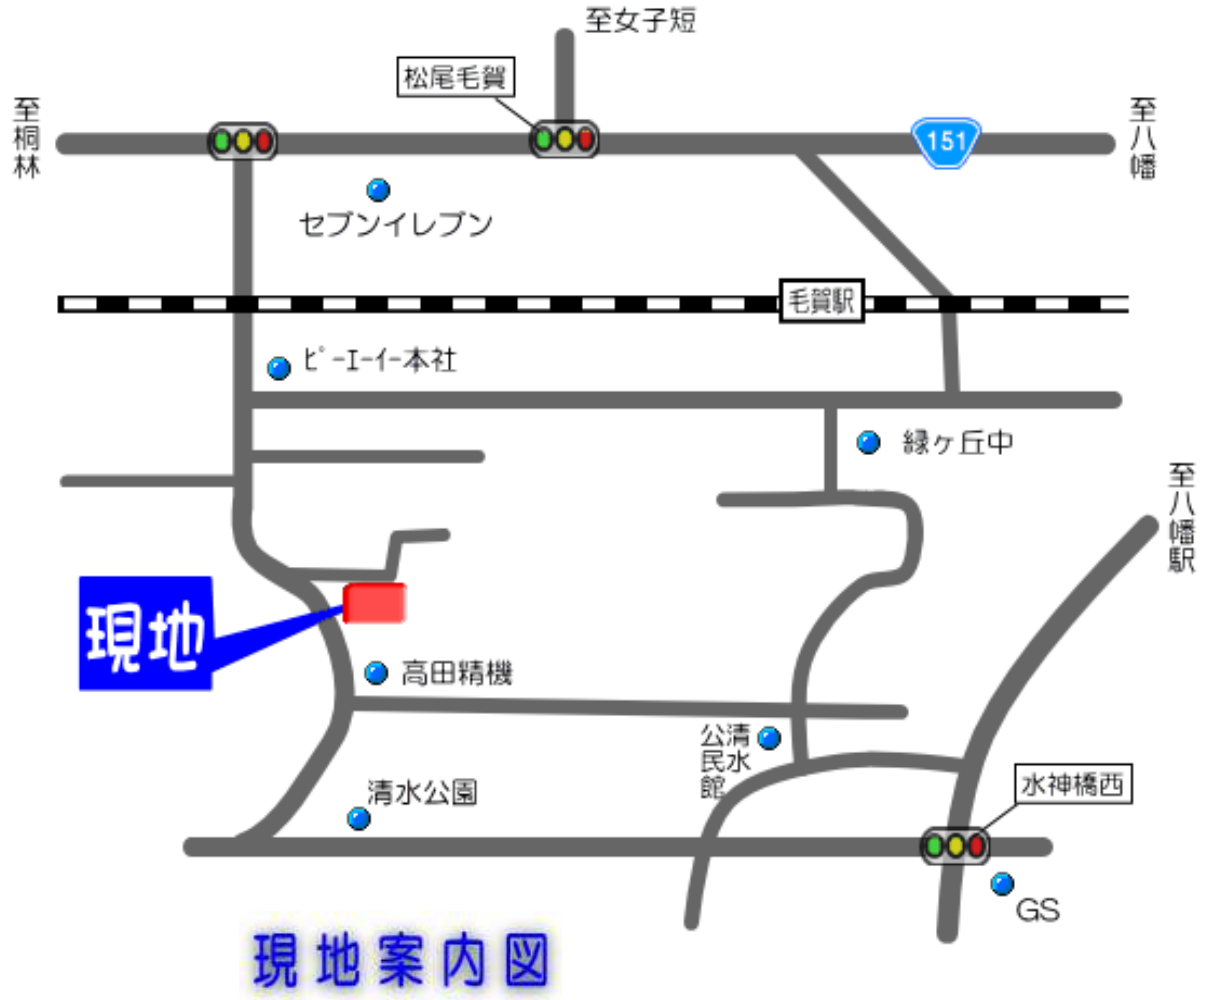 至女子短
松尾毛賀
至桐林
151
至八幡
セブンイレブン
毛賀駅
ﾋﾟｰｴｰｲｰ本社
緑ヶ丘中
至八幡駅
現地
高田精機
清水
公民館
清水公園
水神橋西
GS
現地案内図